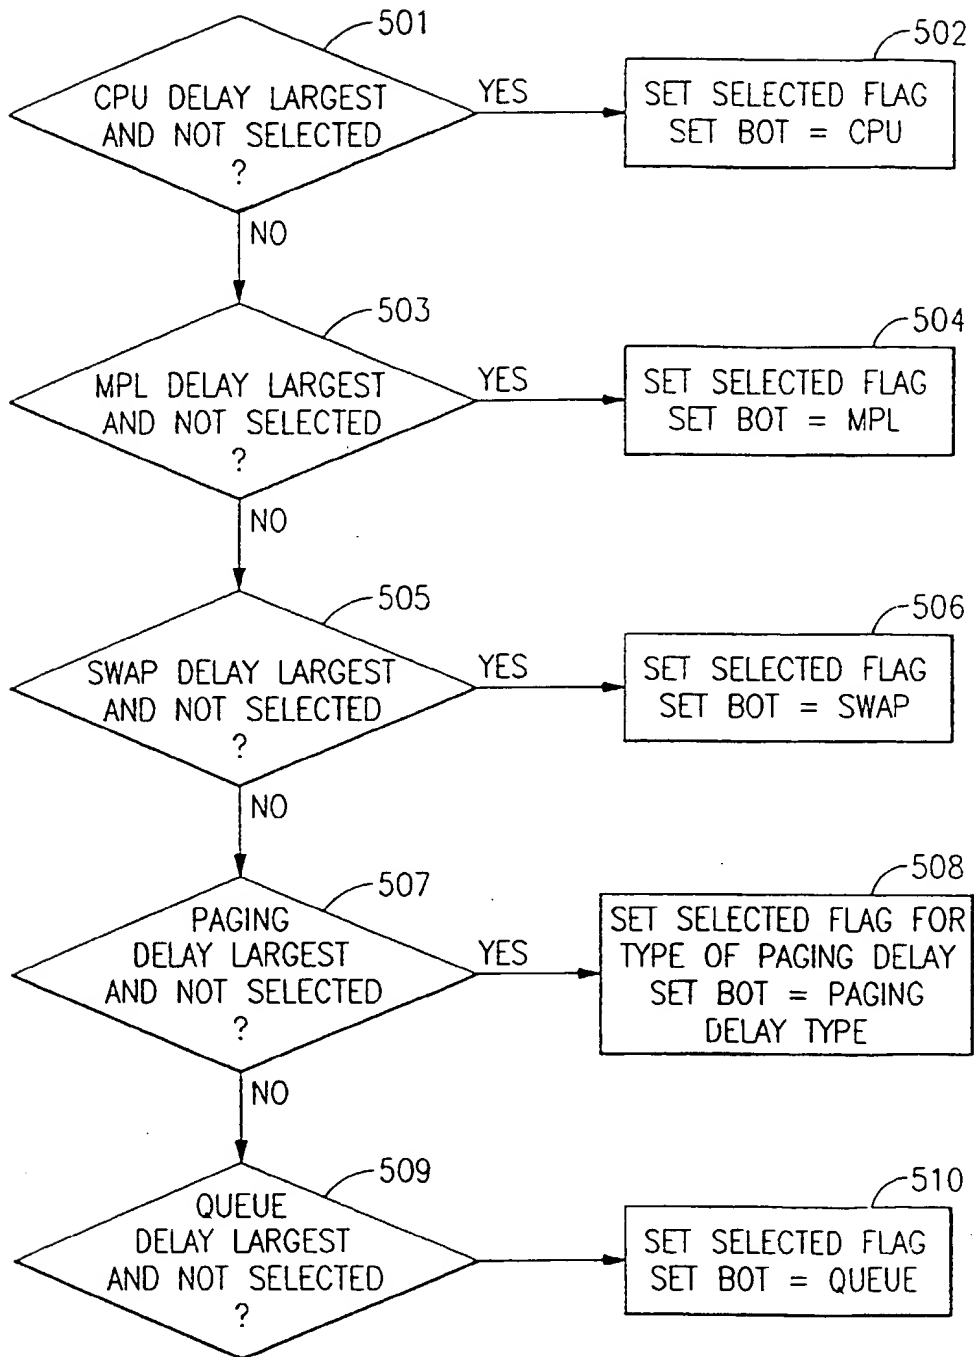 501
CPU DELAY LARGEST
AND NOT SELECTED
?
YES
502
SET SELECTED FLAG
SET BOT = CPU
NO
503
MPL DELAY LARGEST
AND NOT SELECTED
?
YES
504
SET SELECTED FLAG
SET BOT = MPL
NO
505
SWAP DELAY LARGEST
AND NOT SELECTED
?
YES
506
SET SELECTED FLAG
SET BOT = SWAP
NO
507
PAGING
DELAY LARGEST
AND NOT SELECTED
?
YES
508
SET SELECTED FLAG FOR
TYPE OF PAGING DELAY
SET BOT = PAGING
DELAY TYPE
NO
509
QUEUE
DELAY LARGEST
AND NOT SELECTED
?
510
SET SELECTED FLAG
SET BOT = QUEUE